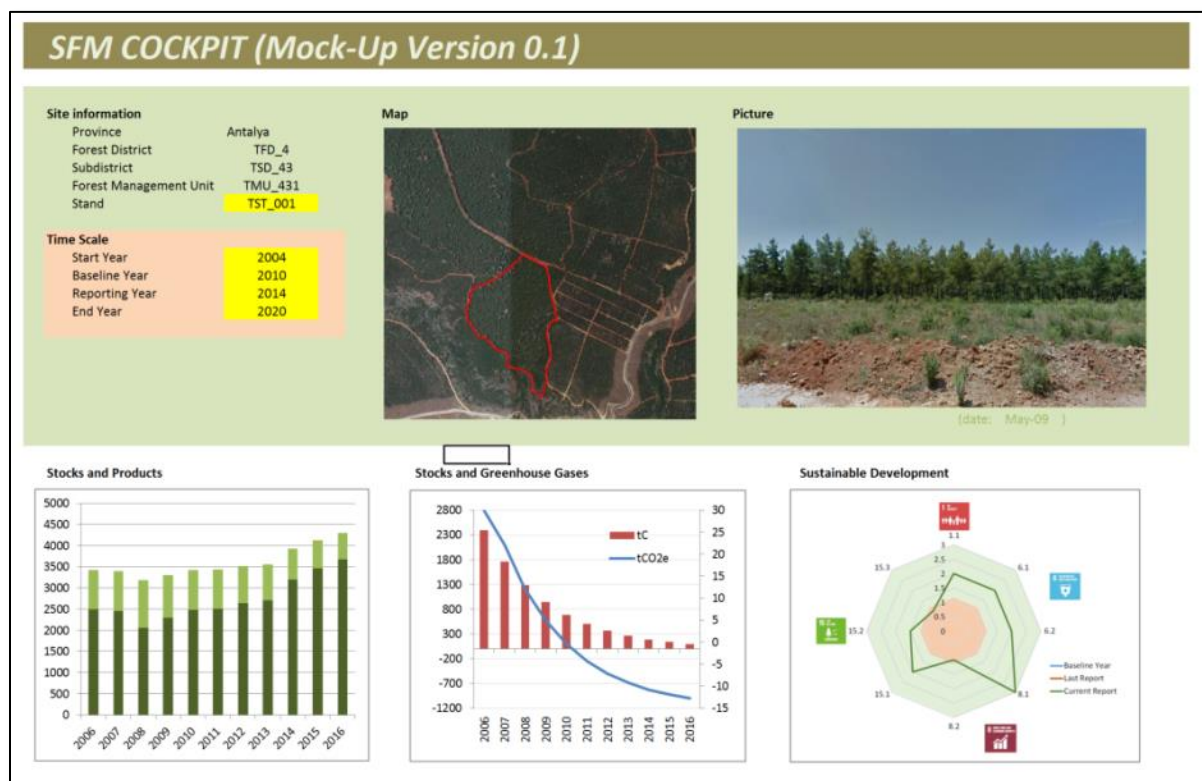 SFM COCKPIT (Mock-Up Version 0.1)
Site information
Province Antalya
Forest District TFD_4
Subdistrict TSD_43
Forest Management Unit TMU_431
Stand TST_001
Time Scale
Start Year 2004
Baseline Year 2010
Reporting Year 2014
End Year 2020
Map
Picture
(date: May-09 )
Stocks and Products
5000
4500
4000
3500
3000
2500
2000
1500
1000
500
0
2006 2007 2008 2009 2010 2011 2012 2013 2014 2015 2016
Stocks and Greenhouse Gases
2800
2300
1800
1300
800
300
-200
-700
-1200
30
25
20
15
10
5
0
-5
-10
-15
tC
tCO2e
2006 2007 2008 2009 2010 2011 2012 2013 2014 2015 2016
Sustainable Development
1.1
6.1
6.2
8.1
8.2
15.1
15.2
15.3
3
2.5
2
1.5
1
0.5
0
Baseline Year
Last Report
Current Report